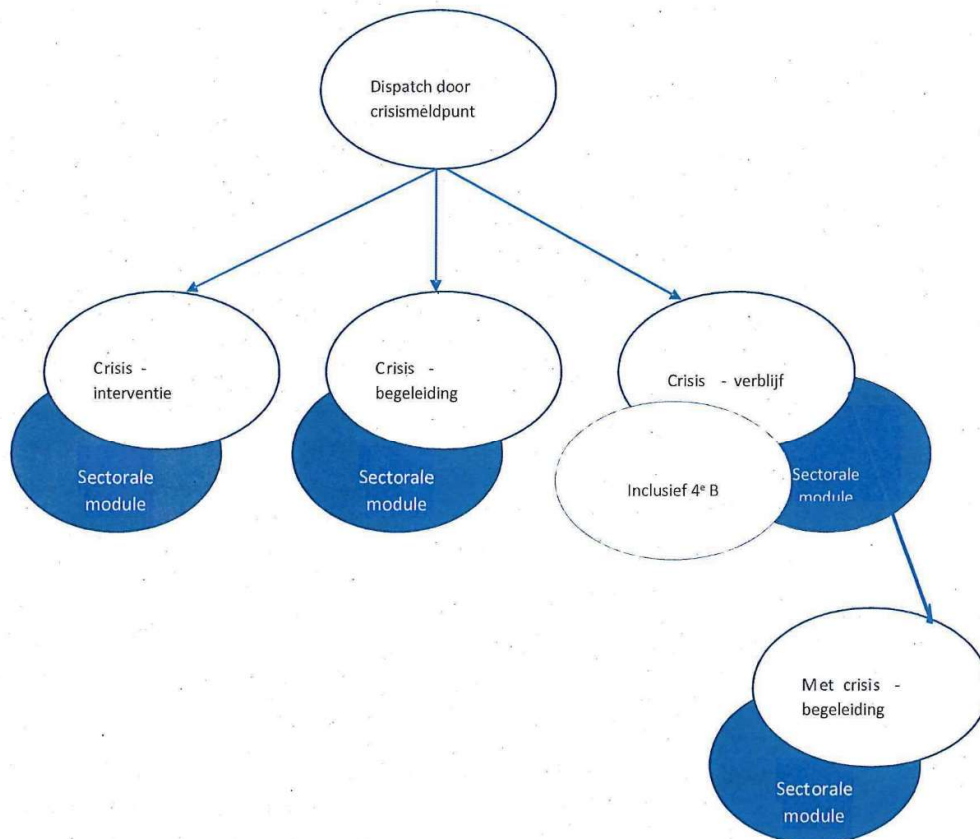 Dispatch door
crisismeldpunt
Crisis -
interventie
Sectorale
module
Crisis -
begeleiding
Sectorale
module
Crisis - verblijf
Inclusief 4ᵉ B
Sectorale
module
Met crisis -
begeleiding
Sectorale
module